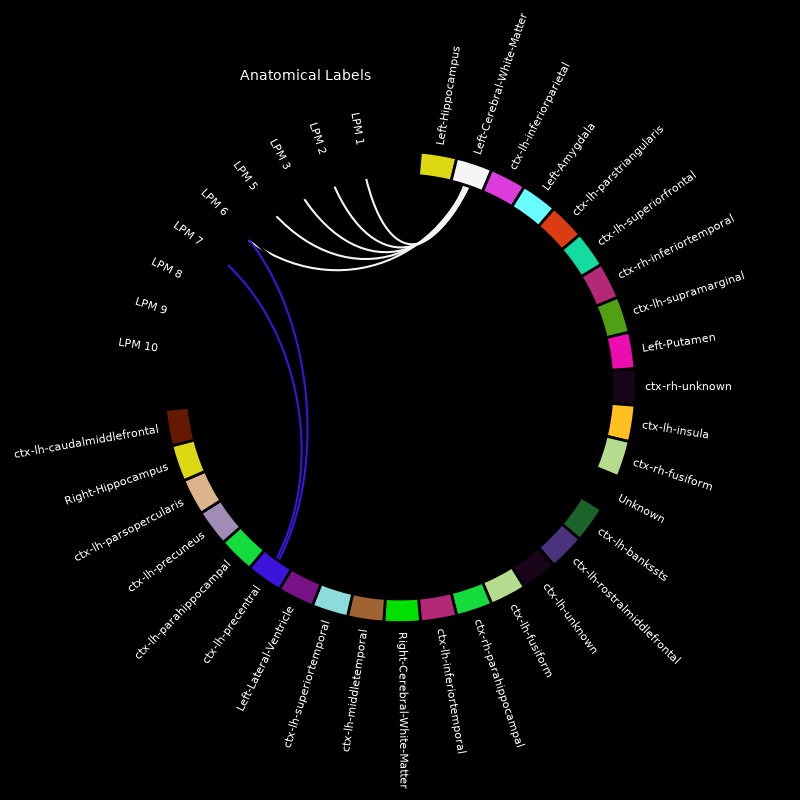 Anatomical Labels
Left-Hippocampus
Left-Cerebral-White-Matter
ctx-lh-inferiorparietal
Left-Amygdala
ctx-lh-parstriangularis
ctx-lh-superiorfrontal
ctx-rh-inferiortemporal
ctx-lh-supramarginal
Left-Putamen
ctx-rh-unknown
ctx-lh-insula
ctx-rh-fusiform
Unknown
ctx-lh-bankssts
ctx-lh-rostralmiddlefrontal
ctx-lh-unknown
ctx-lh-fusiform
ctx-rh-parahippocampal
ctx-lh-inferiortemporal
Right-Cerebral-White-Matter
ctx-lh-middletemporal
ctx-lh-superiortemporal
Left-Lateral-Ventricle
ctx-lh-precentral
ctx-lh-parahippocampal
ctx-lh-precuneus
ctx-lh-parsopercularis
Right-Hippocampus
ctx-lh-caudalmiddlefrontal
LPM 10
LPM 9
LPM 8
LPM 7
LPM 6
LPM 5
LPM 3
LPM 2
LPM 1